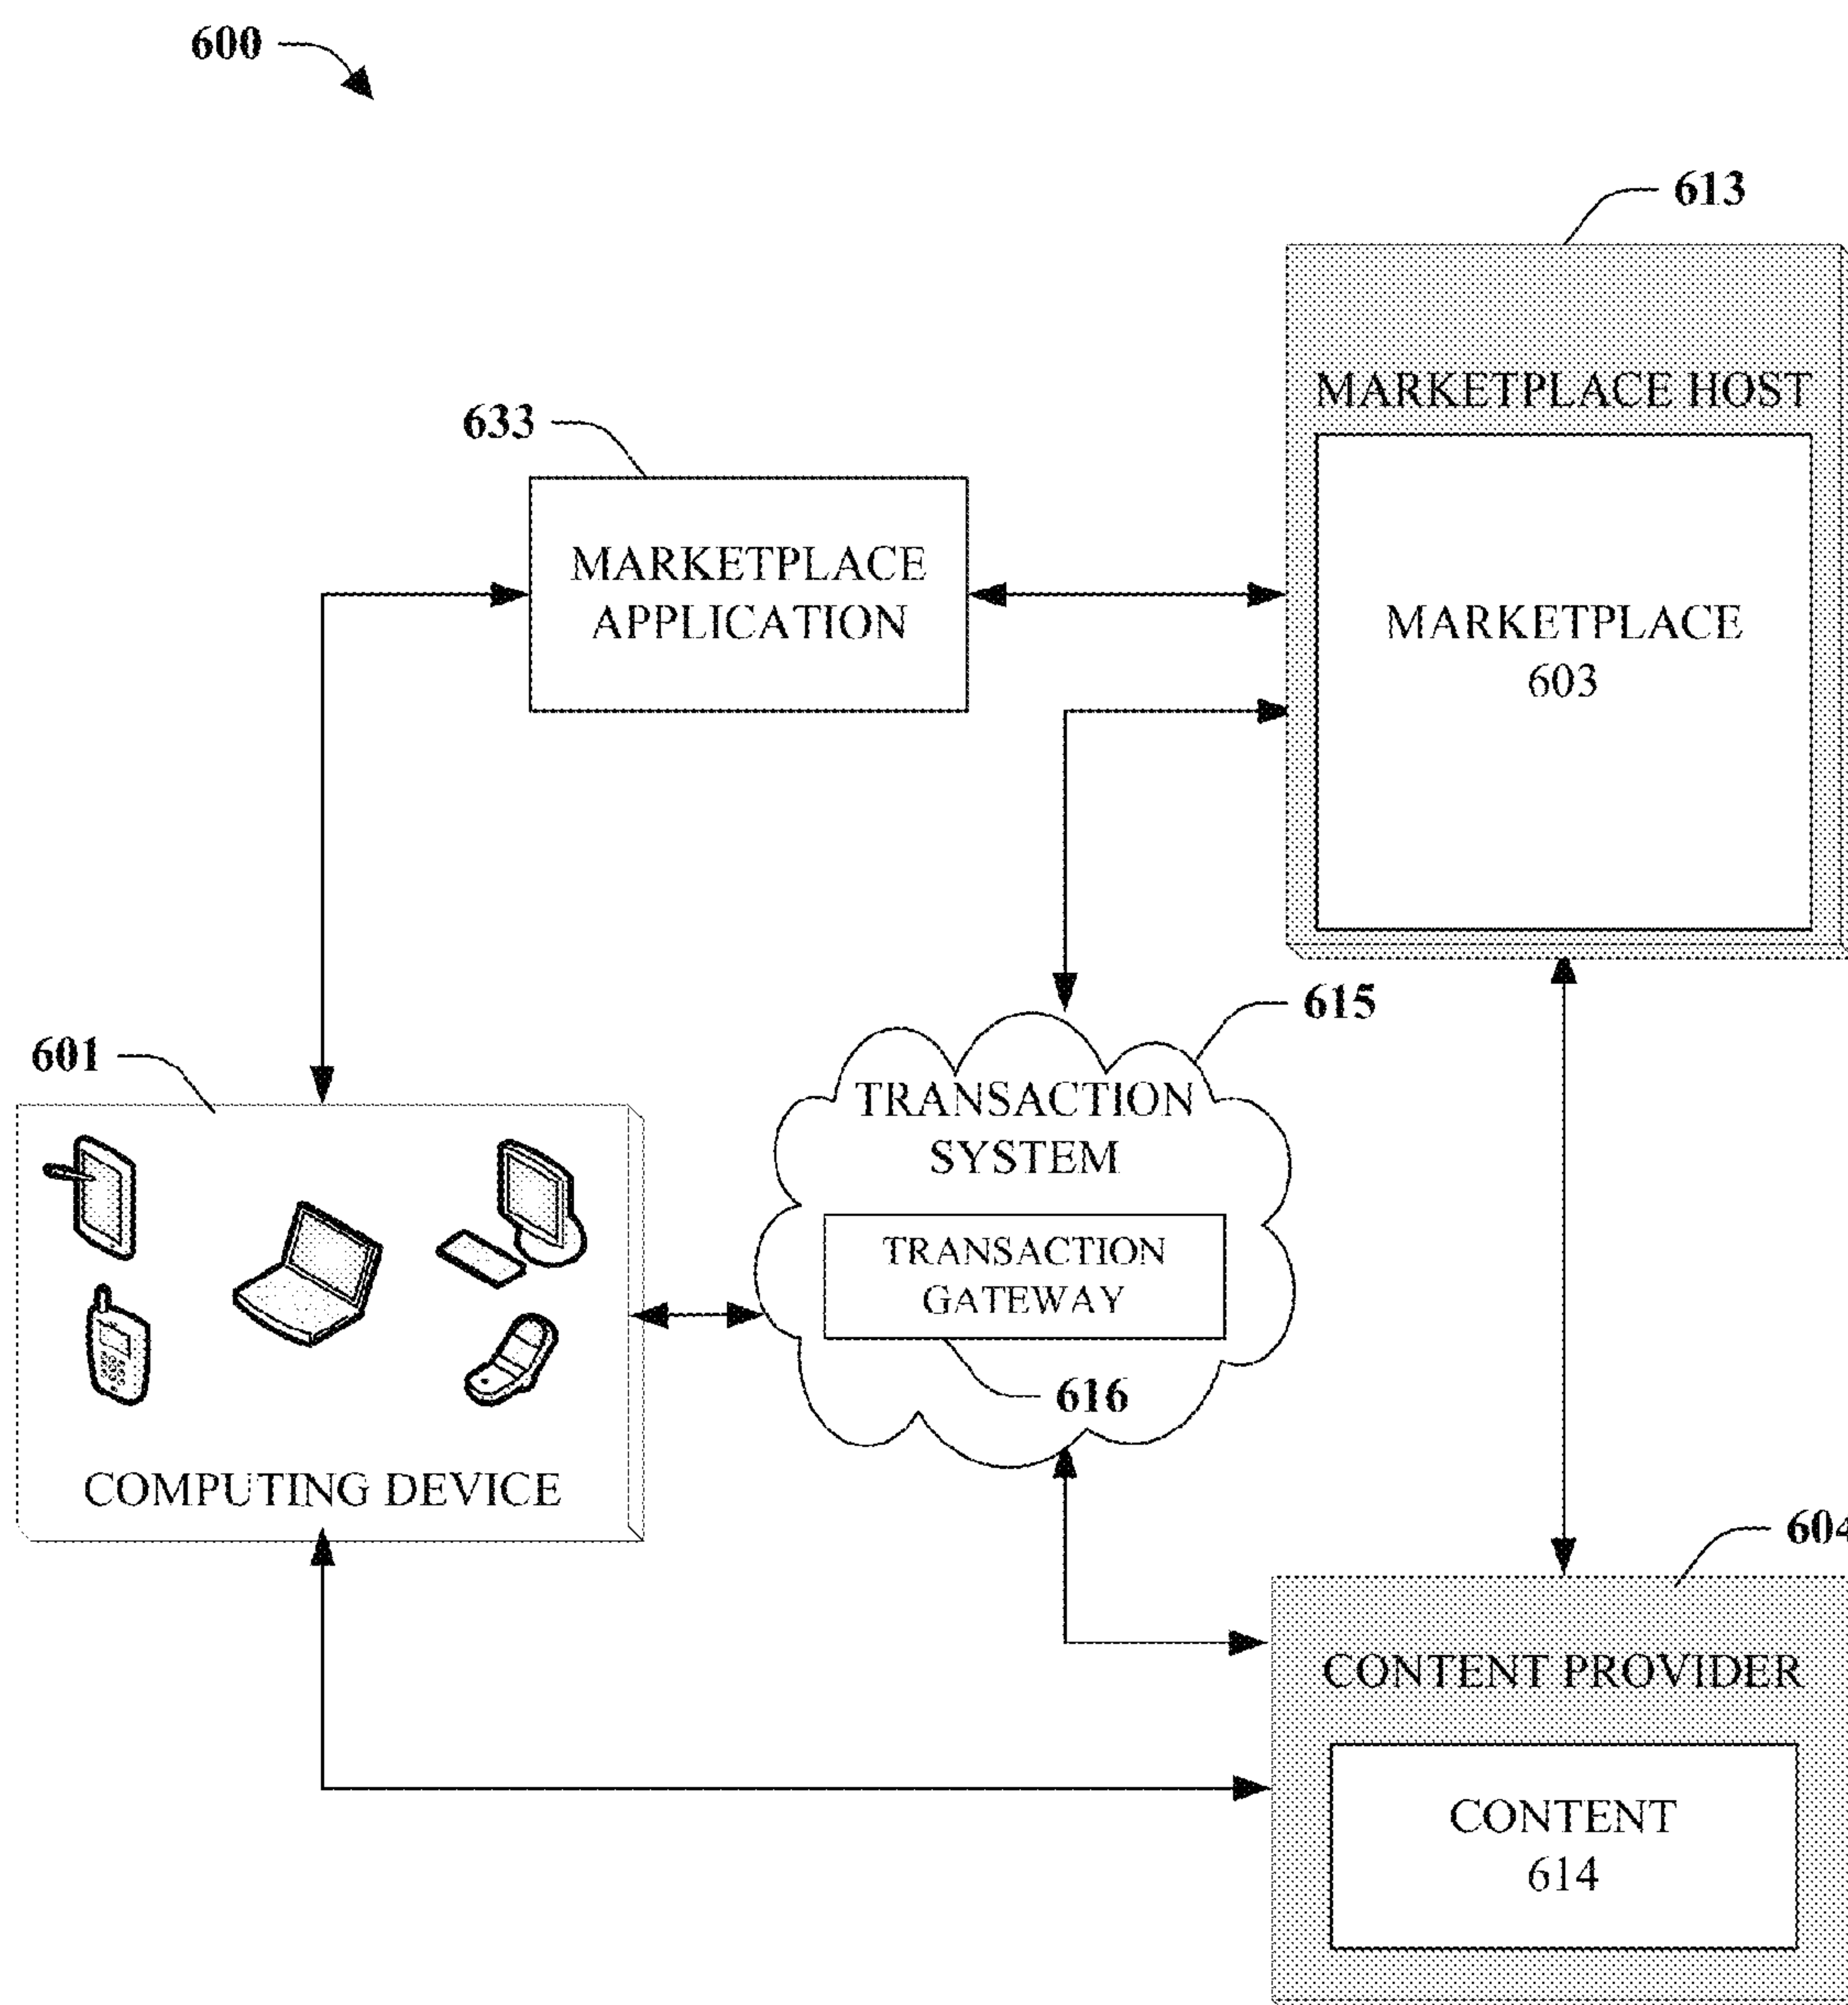 600
613
MARKETPLACE HOST
633
MARKETPLACE
APPLICATION
MARKETPLACE
603
615
601
TRANSACTION
SYSTEM
TRANSACTION
GATEWAY
616
COMPUTING DEVICE
604
CONTENT PROVIDER
CONTENT
614